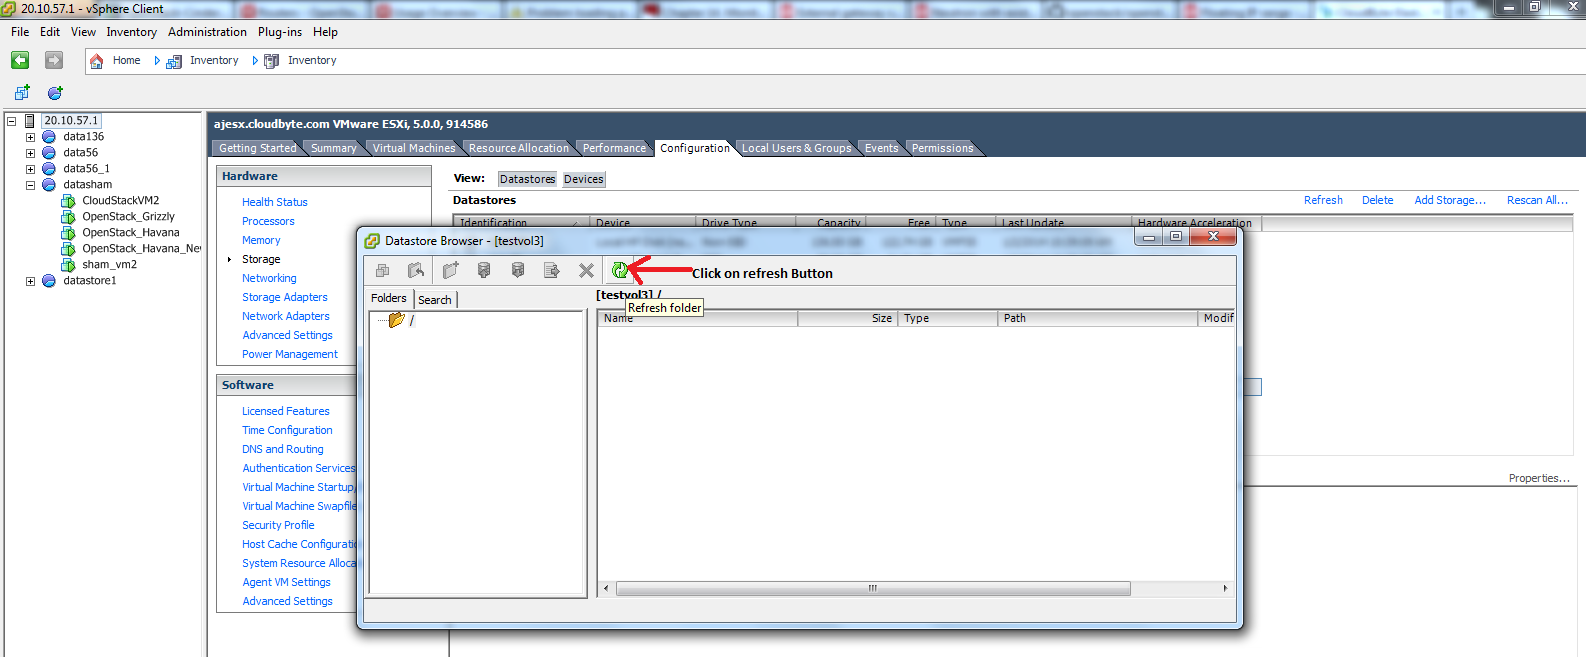 20.10.57.1 - vSphere Client
File Edit View Inventory Administration Plug-ins Help
Home Inventory Inventory
20.10.57.1
data136
data56
data56_1
datasham
CloudStackVM2
OpenStack_Grizzly
OpenStack_Havana
OpenStack_Havana_Ne
sham_vm2
datastore1
ajesx.cloudbyte.com VMware ESXi, 5.0.0, 914586
Getting Started Summary Virtual Machines Resource Allocation Performance Configuration Local Users & Groups Events Permissions
Hardware
Health Status
Processors
Memory
Storage
Networking
Storage Adapters
Network Adapters
Advanced Settings
Power Management
Software
Licensed Features
Time Configuration
DNS and Routing
Authentication Services
Virtual Machine Startup,
Virtual Machine Swapfile
Security Profile
Host Cache Configuratio
System Resource Alloca
Agent VM Settings
Advanced Settings
View: Datastores Devices
Datastores
Refresh Delete Add Storage... Rescan All...
Identification Device Drive Type Capacity Free Type Last Update Hardware Acceleration
Datastore Browser - [testvol3]
Click on refresh Button
Folders Search
/
[testvol3] /
Refresh folder
Name Size Type Path Modif
Properties...